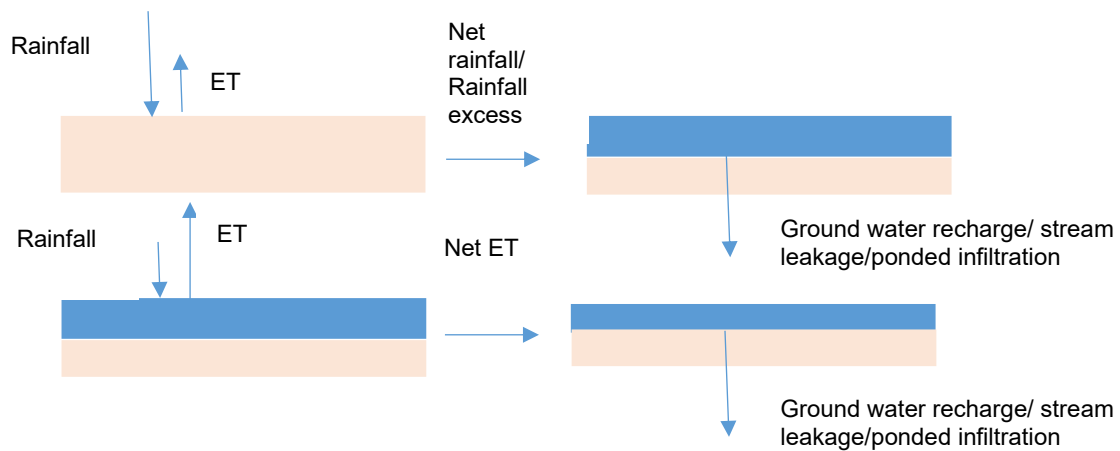 Rainfall
ET
Net
rainfall/
Rainfall
excess
Rainfall
ET
Net ET
Ground water recharge/ stream
leakage/ponded infiltration
Ground water recharge/ stream
leakage/ponded infiltration